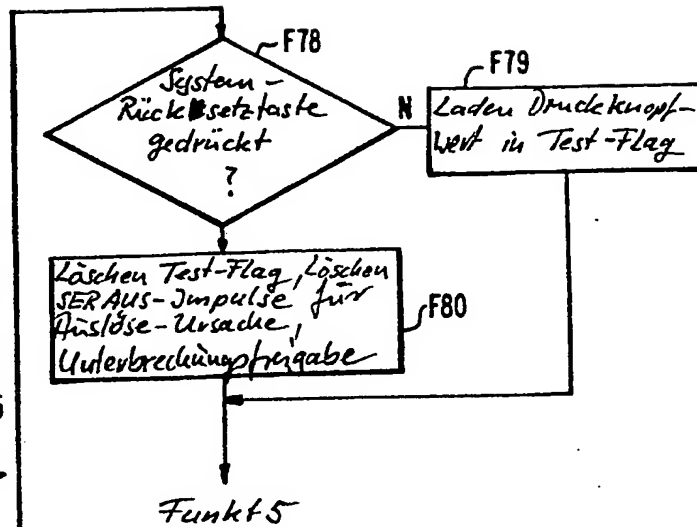 F78
System-
Rücksetztaste
gedrückt
?
N
F79
Laden Druckknopf-
Wert in Test-Flag
Löschen Test-Flag, Löschen
SERAUS-Impulse für
Auslöse-Ursache,
Unterbrechungsfreigabe
F80
Funkt 5